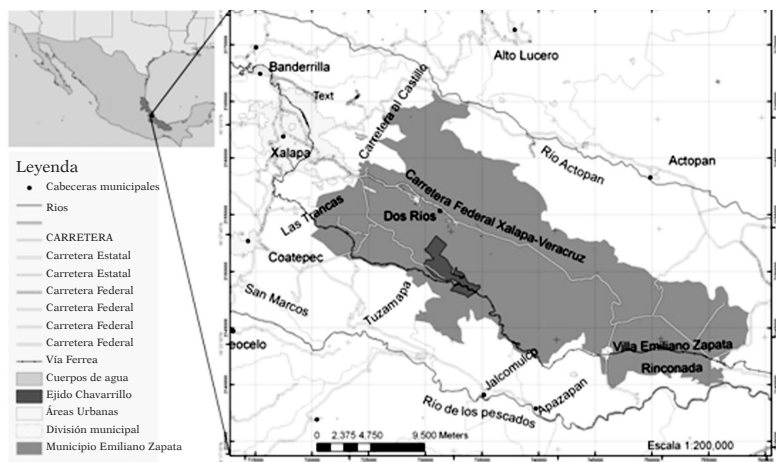 Leyenda
Cabeceras municipales
Rios
CARRETERA
Carretera Estatal
Carretera Estatal
Carretera Federal
Carretera Federal
Carretera Federal
Carretera Federal
Vía Ferrea
Cuerpos de agua
Ejido Chavarrillo
Áreas Urbanas
División municipal
Municipio Emiliano Zapata
Banderrilla
Text
Xalapa
Carretera al Castillo
Alto Lucero
Río Actopan
Actopan
Carretera Federal Xalapa-Veracruz
Dos Ríos
Las Trancas
Coatepec
San Marcos
Tuzamapa
eocelo
Villa Emiliano Zapata
Rinconada
Jalcomulco
Apazapan
Río de los pescados
0 2,375 4,750 9,500 Meters
Escala 1:200,000